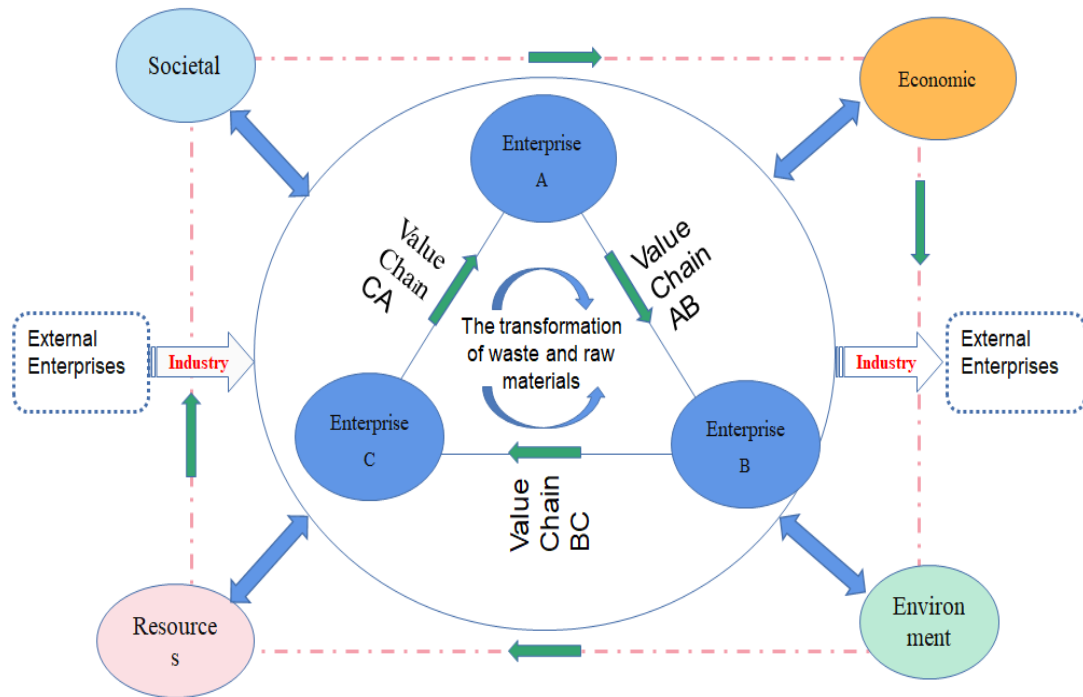 Societal
Economic
Enterprise
A
Value
Chain
CA
Value
Chain
AB
External
Enterprises
Industry
The transformation
of waste and raw
materials
Industry
External
Enterprises
Enterprise
C
Enterprise
B
Value
Chain
BC
Resource
s
Environ
ment